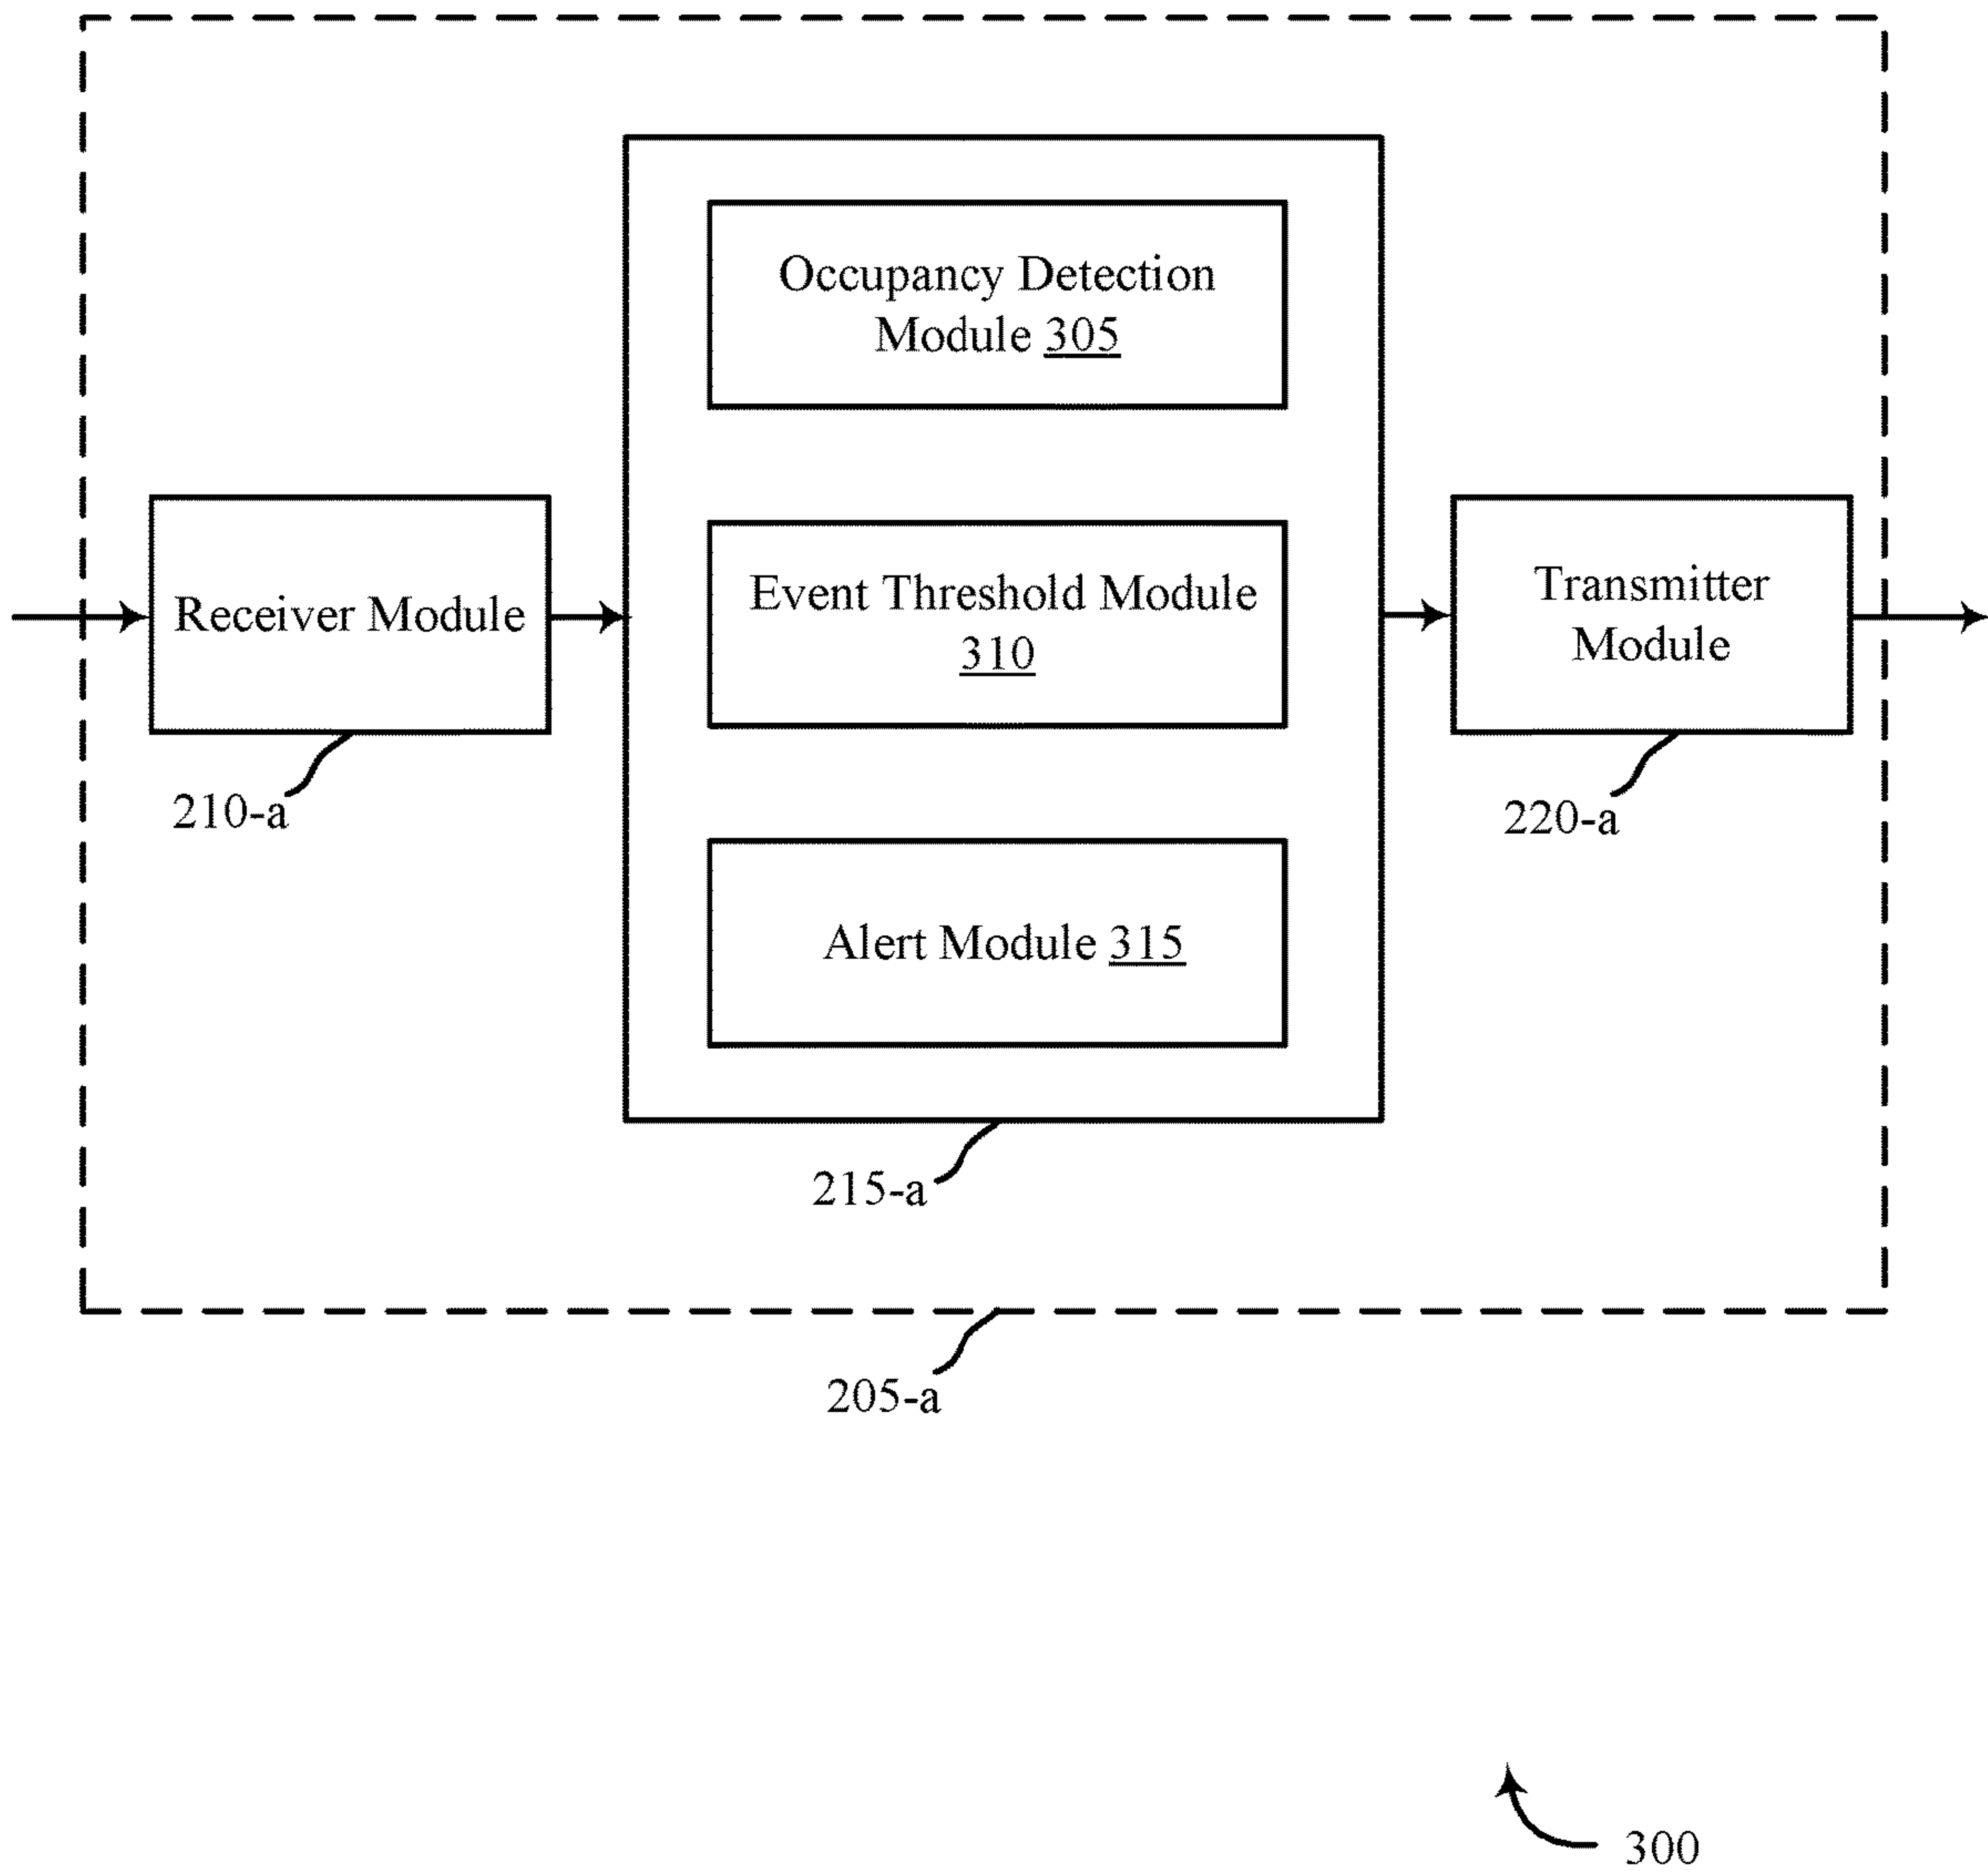 Occupancy Detection
Module 305
Receiver Module
Event Threshold Module
310
Transmitter
Module
210-a
220-a
Alert Module 315
215-a
205-a
300